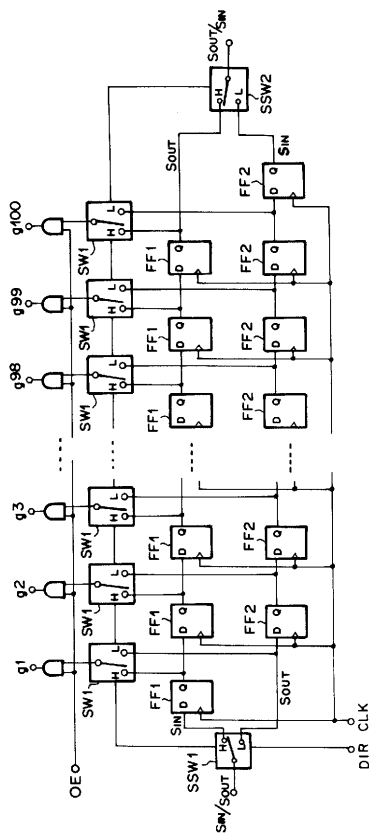 g1 g2 g3 ..... g98 g99 g100
OE
H L H L H L ..... H L H L H L
SW1 SW1 SW1 SW1 SW1 SW1
SOUT/SIN
H L
SSW2
SOUT
FF1 FF1 FF1 ..... FF1 FF1 FF1
D Q D Q D Q D Q D Q D Q
SIN
SIN/SOUT
H L
SSW1
SOUT
FF2 FF2 ..... FF2 FF2 FF2 FF2
D Q D Q D Q D Q D Q D Q
SIN
DIR CLK